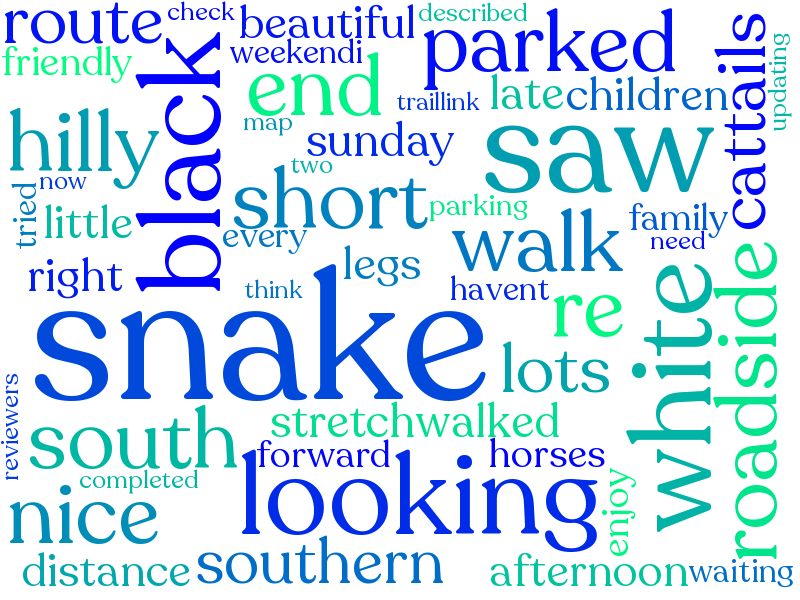 route
check
beautiful
described
parked
friendly
weekendi
black
end
traillink
late
children
cattails
updating
hilly
map
sunday
saw
two
now
tried
little
short
parking
every
walk
family
need
right
legs
think
havent
snake
re
white
roadside
lots
reviewers
south
stretchwalked
forward
horses
completed
nice
looking
enjoy
distance
southern
afternoon
waiting